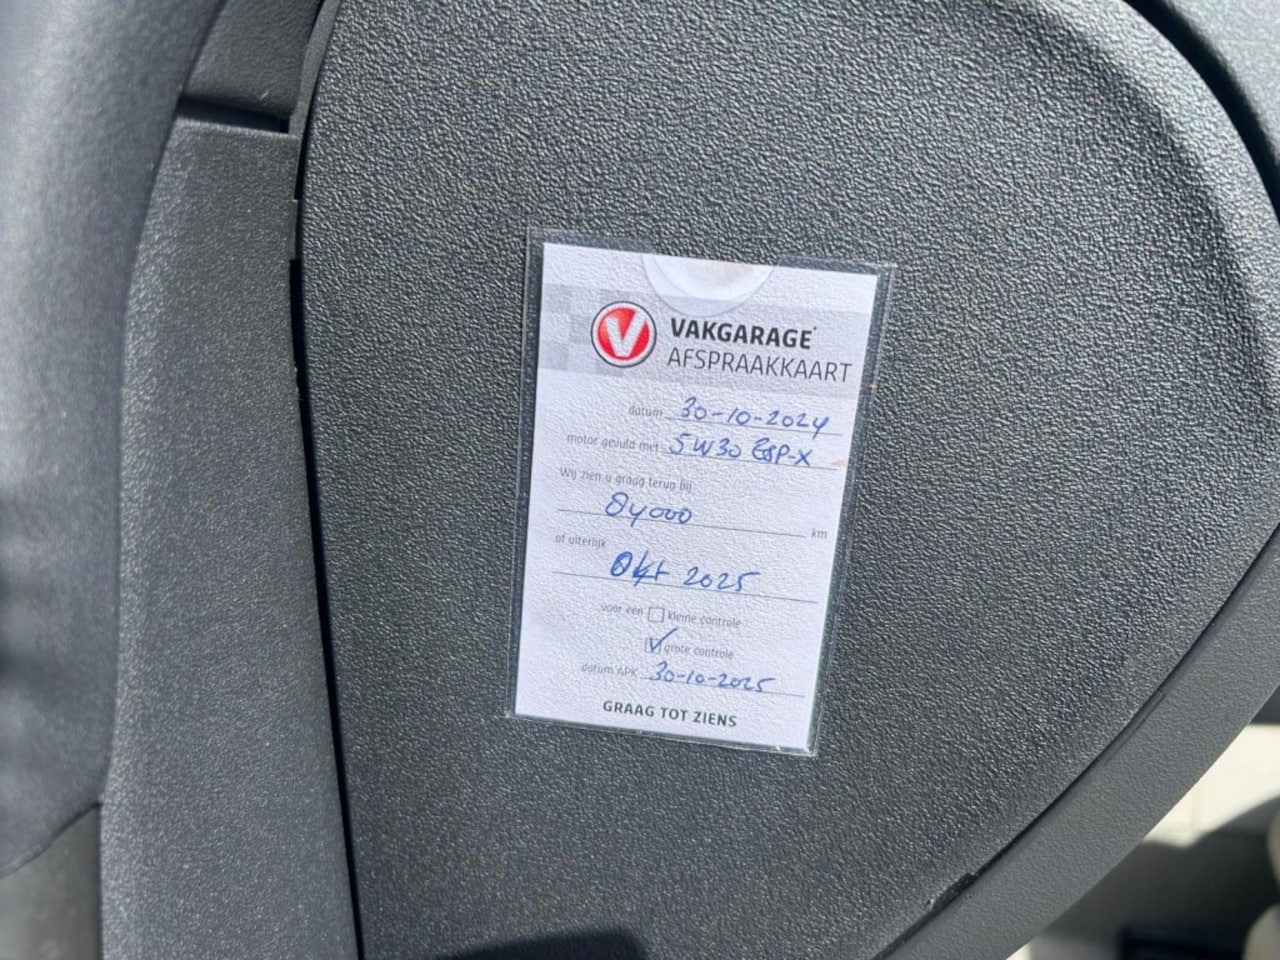 V VAKGARAGE
AFSPRAAKKAART
datum 30-10-2024
motor gevuld met 5W30 ESP-X
Wij zien u graag terug bij
84000 km
of uiterlijk
Okt 2025
voor een kleine controle
grote controle
datum APK 30-10-2025
GRAAG TOT ZIENS